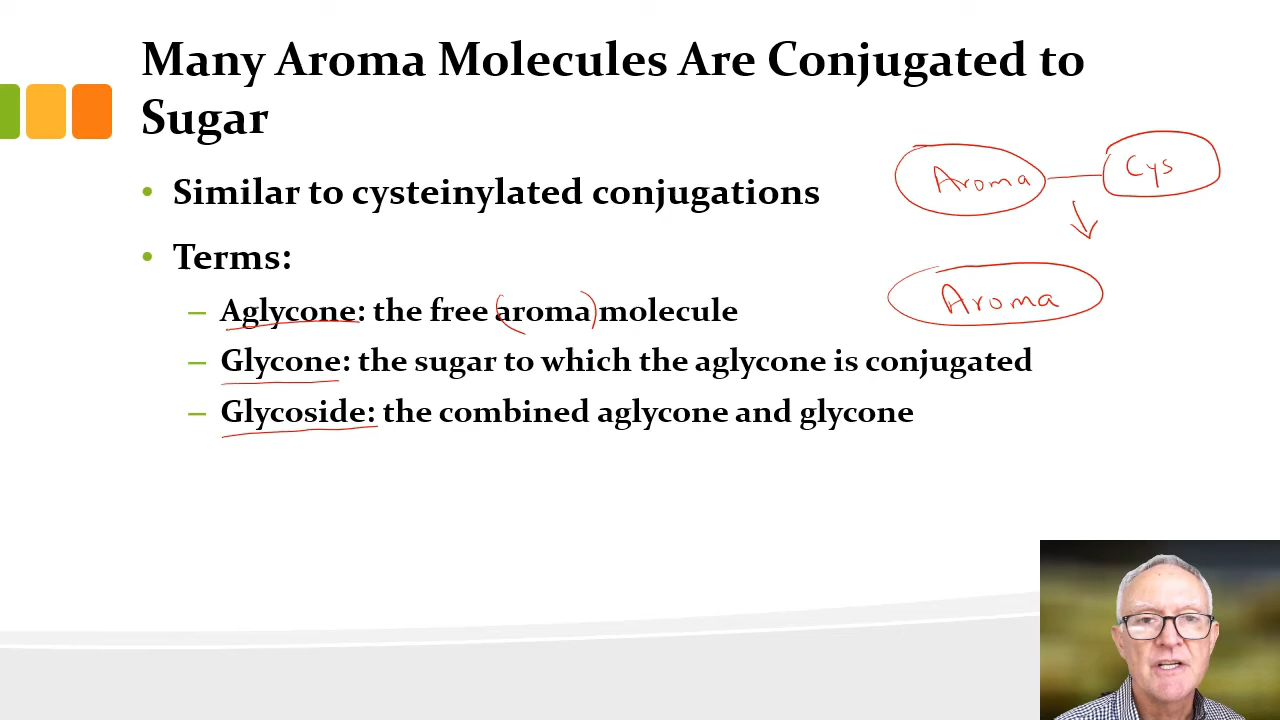 Many Aroma Molecules Are Conjugated to
Sugar
• Similar to cysteinylated conjugations
• Terms:
– Aglycone: the free (aroma) molecule
– Glycone: the sugar to which the aglycone is conjugated
– Glycoside: the combined aglycone and glycone
Aroma Cys
Aroma